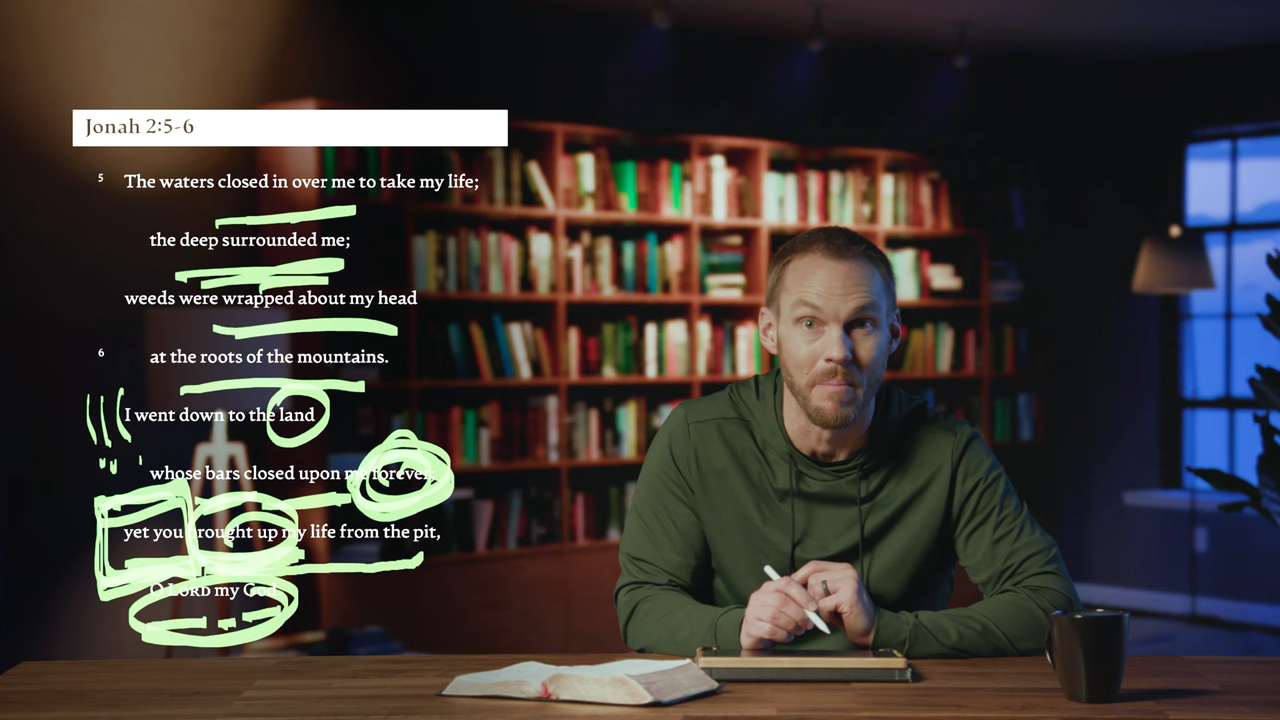 Jonah 2:5-6
5 The waters closed in over me to take my life;
the deep surrounded me;
weeds were wrapped about my head
6 at the roots of the mountains.
I went down to the land
whose bars closed upon me forever;
yet you brought up my life from the pit,
O LORD my God.